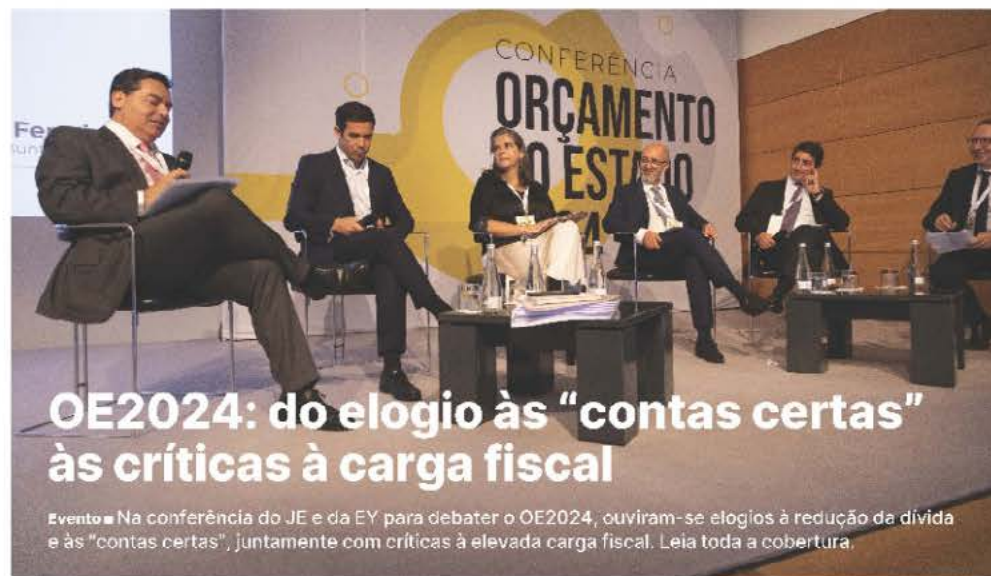 CONFERÊNCIA
ORÇAMENTO
ESTADO
OE2024: do elogio às “contas certas”
às críticas à carga fiscal
Evento ■ Na conferência do JE e da EY para debater o OE2024, ouviram-se elogios à redução da dívida
e às “contas certas”, juntamente com críticas à elevada carga fiscal. Leia toda a cobertura.